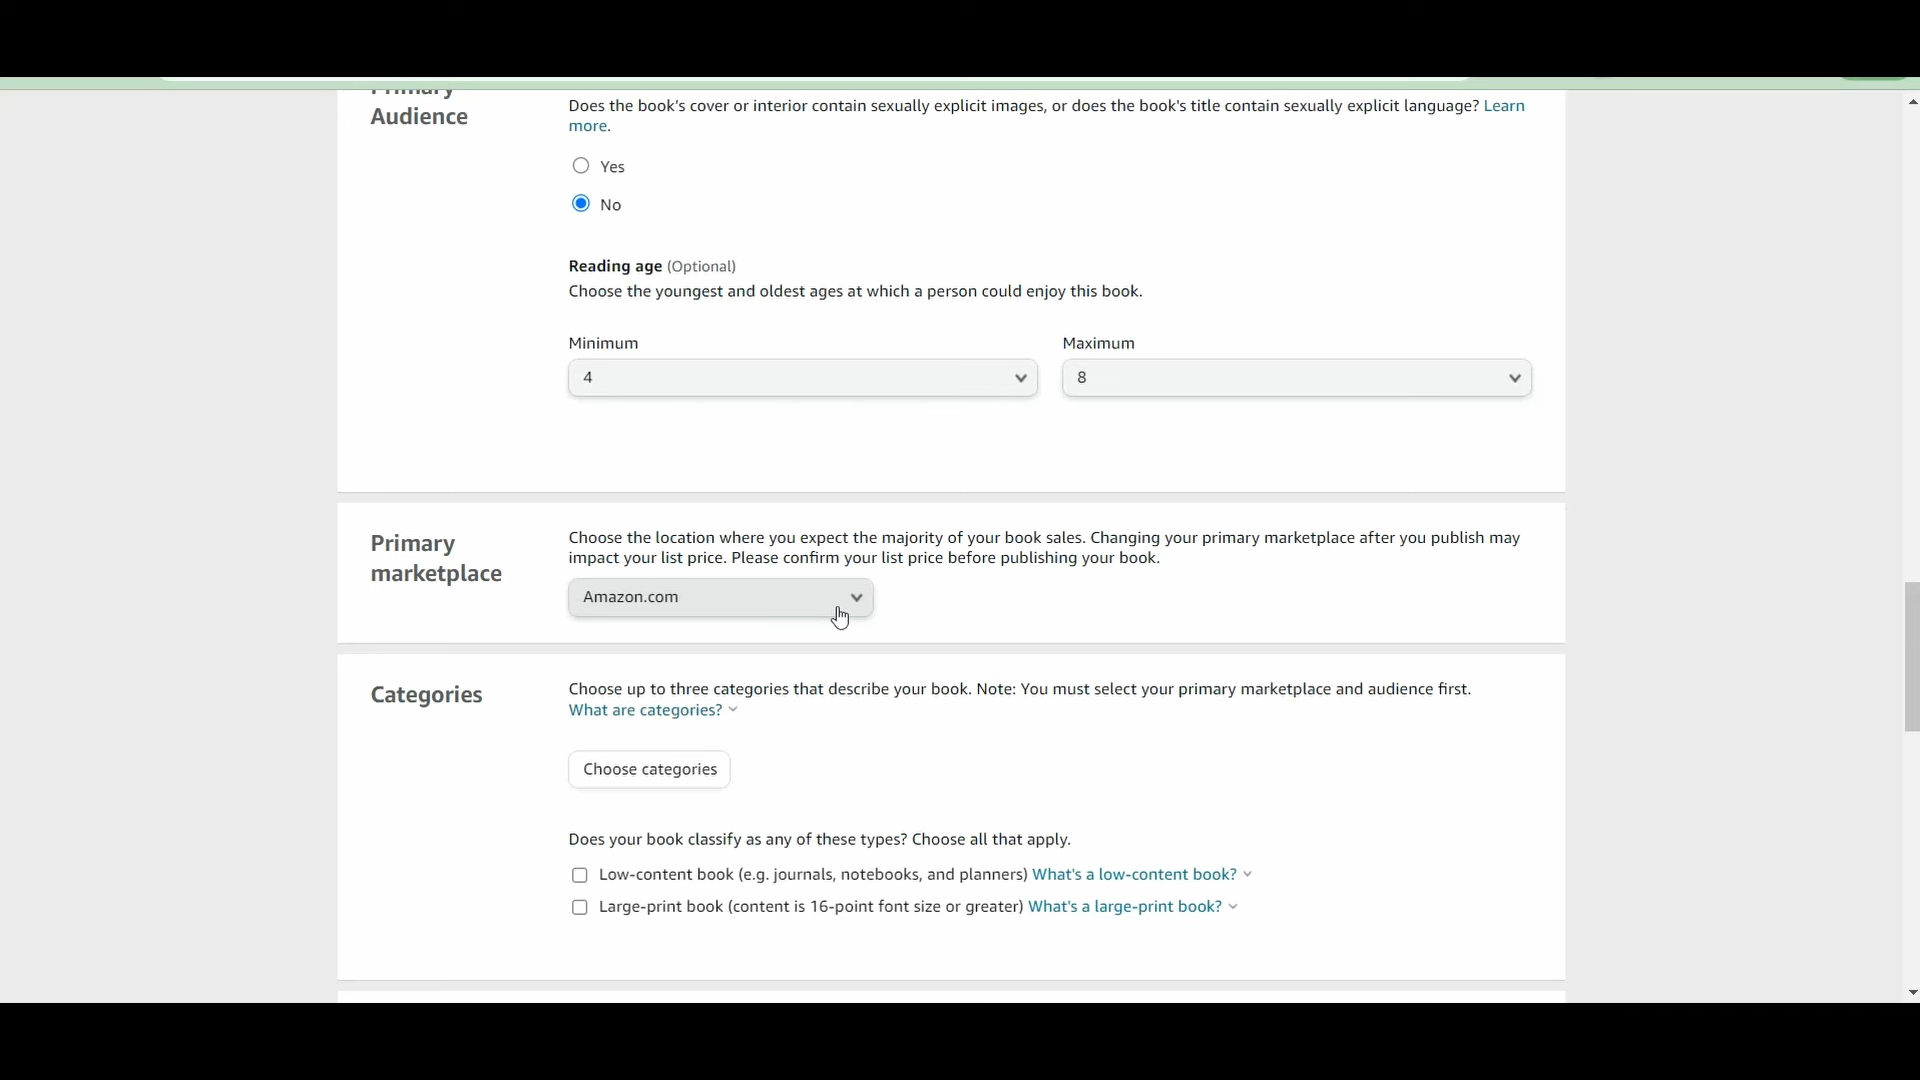 Primary
Audience
Does the book's cover or interior contain sexually explicit images, or does the book's title contain sexually explicit language? Learn
more.
Yes
No
Reading age (Optional)
Choose the youngest and oldest ages at which a person could enjoy this book.
Minimum
Maximum
4
8
Primary
marketplace
Choose the location where you expect the majority of your book sales. Changing your primary marketplace after you publish may
impact your list price. Please confirm your list price before publishing your book.
Amazon.com
Categories
Choose up to three categories that describe your book. Note: You must select your primary marketplace and audience first.
What are categories?
Choose categories
Does your book classify as any of these types? Choose all that apply.
Low-content book (e.g. journals, notebooks, and planners) What's a low-content book?
Large-print book (content is 16-point font size or greater) What's a large-print book?